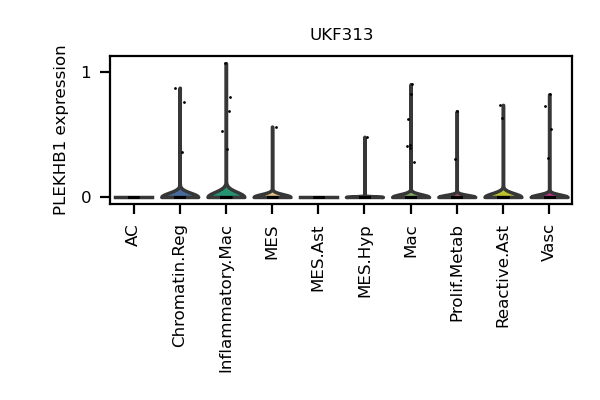 UKF313
PLEKHB1 expression
1
0
AC
Chromatin.Reg
Inflammatory.Mac
MES
MES.Ast
MES.Hyp
Mac
Prolif.Metab
Reactive.Ast
Vasc